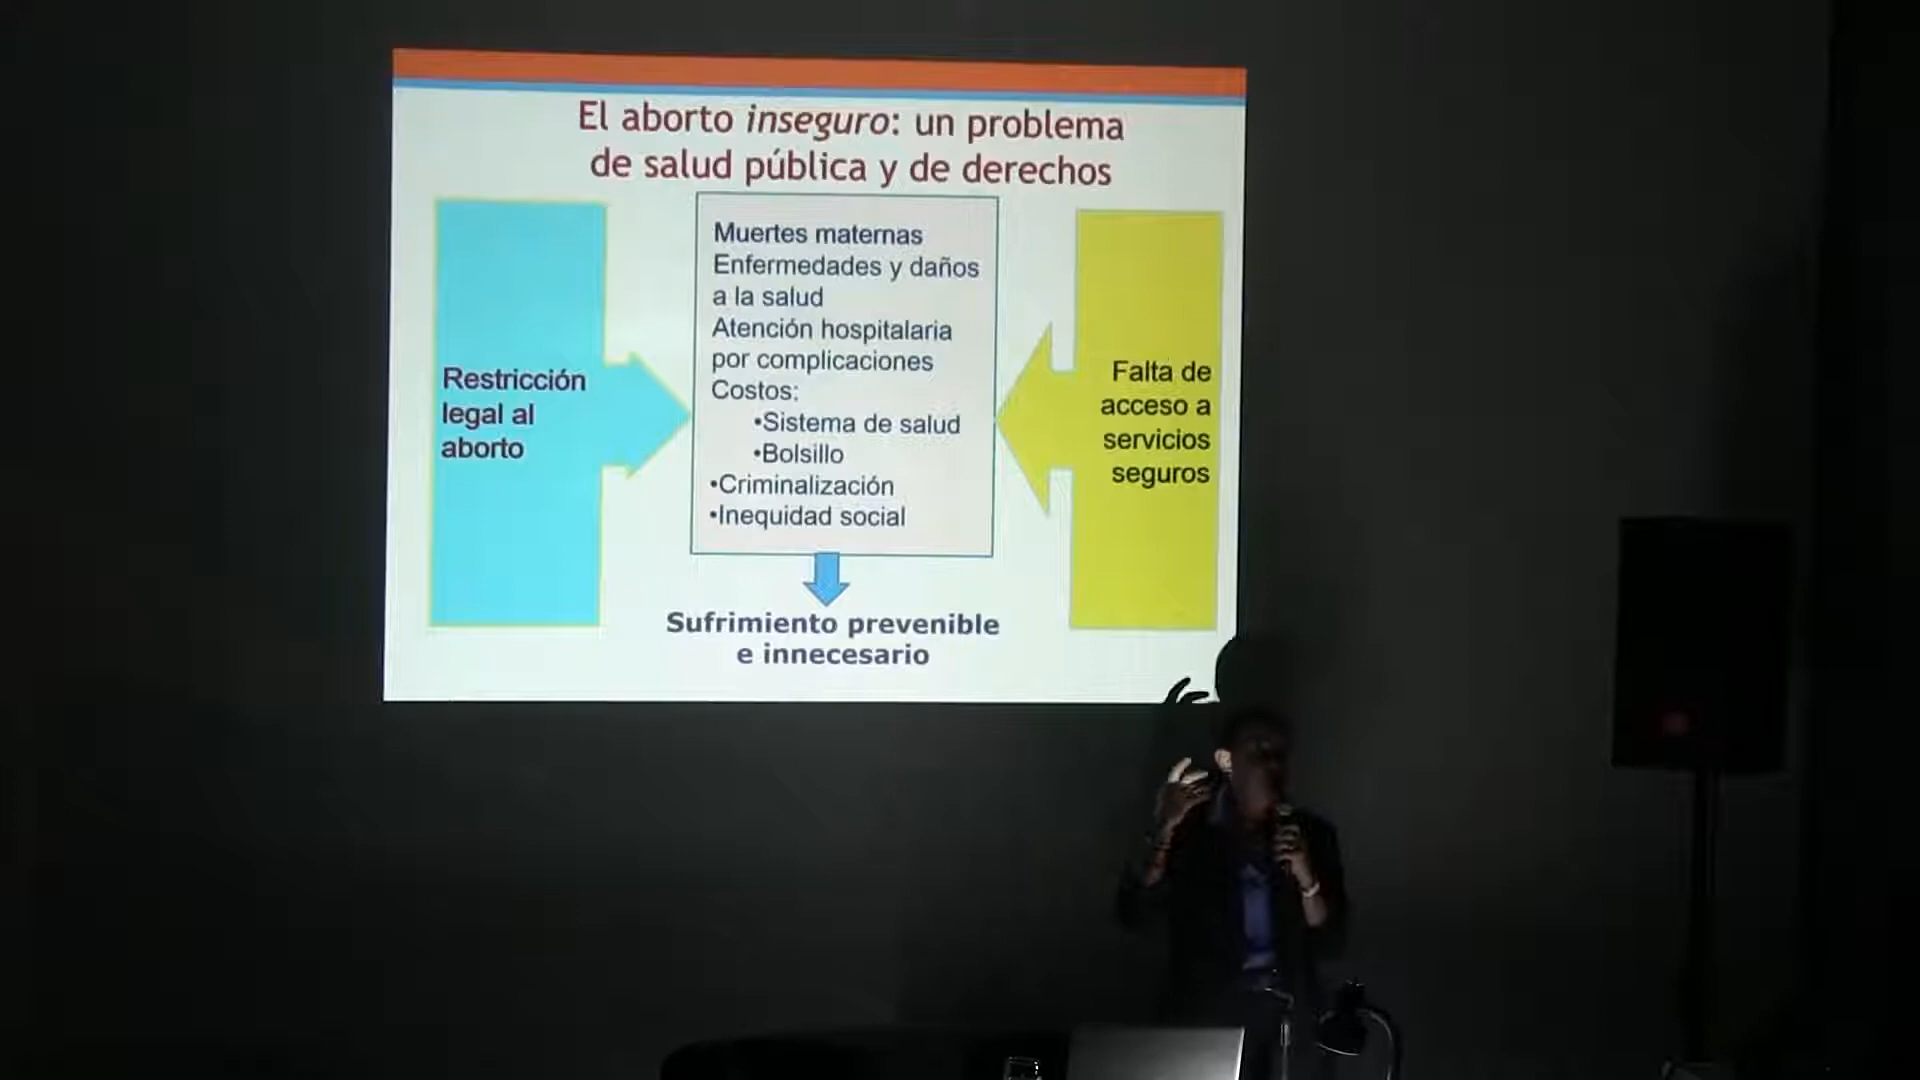 El aborto inseguro: un problema
de salud pública y de derechos
Restricción
legal al
aborto
Muertes maternas
Enfermedades y daños
a la salud
Atención hospitalaria
por complicaciones
Costos:
•Sistema de salud
•Bolsillo
•Criminalización
•Inequidad social
Falta de
acceso a
servicios
seguros
Sufrimiento prevenible
e innecesario